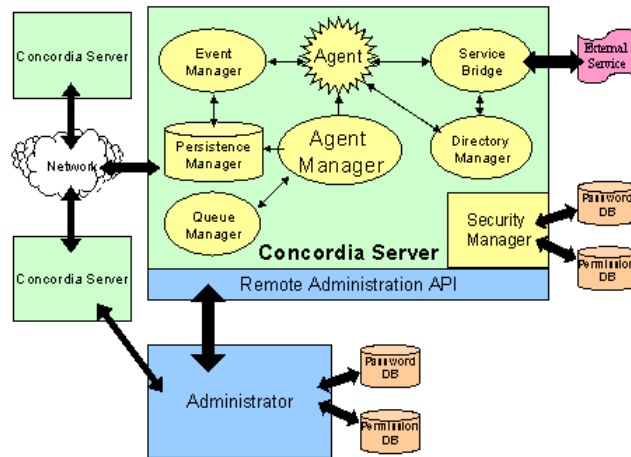 Concordia Server
Event
Manager
Agent
Service
Bridge
External
Service
Network
Persistence
Manager
Agent
Manager
Directory
Manager
Queue
Manager
Security
Manager
Password
DB
Permission
DB
Concordia Server
Concordia Server
Remote Administration API
Administrator
Password
DB
Permission
DB